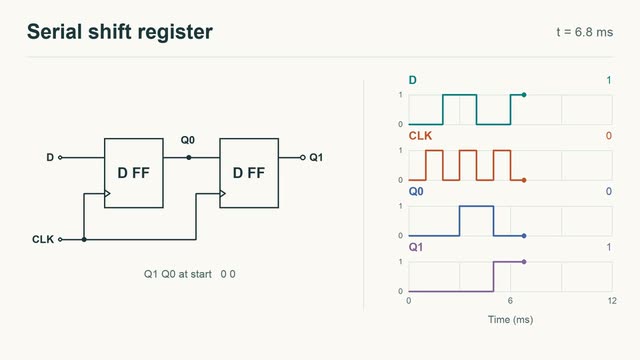 Serial shift register
t = 6.8 ms
D
D FF
Q0
D FF
Q1
CLK
Q1 Q0 at start 0 0
D 1
1
0
CLK 0
1
0
Q0 0
1
0
Q1 1
1
0
0 6 12
Time (ms)